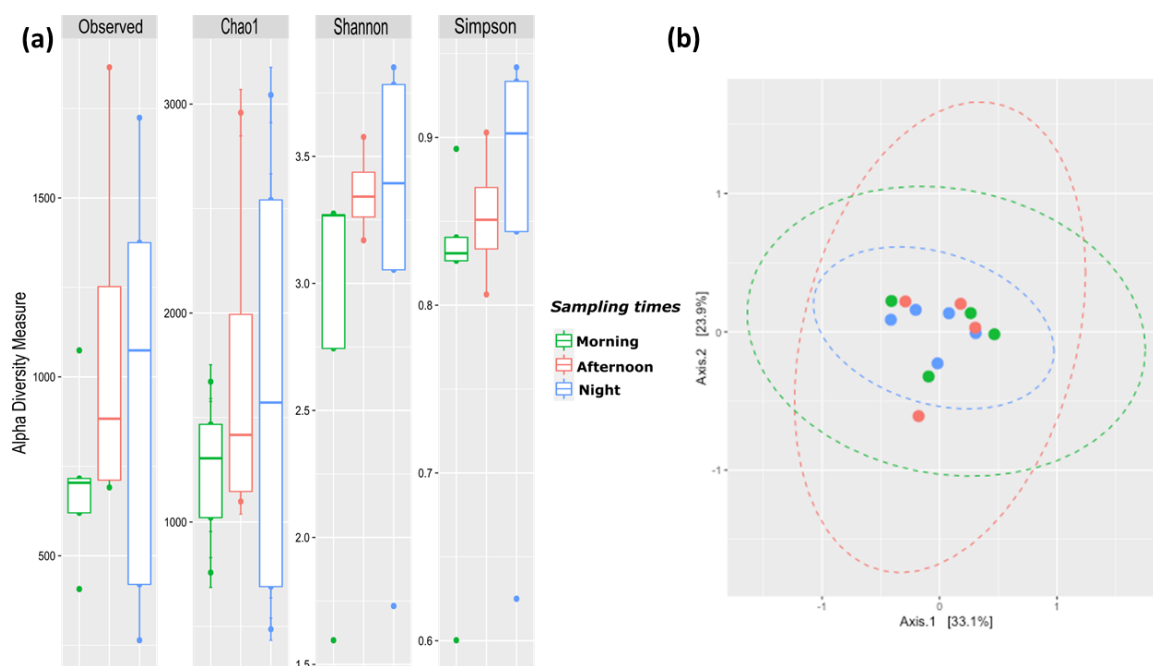 (a)
Observed
Chao1
Shannon
Simpson
Alpha Diversity Measure
1500
1000
500
3000
2000
1000
3.5
3.0
2.5
2.0
1.5
0.9
0.8
0.7
0.6
Sampling times
Morning
Afternoon
Night
(b)
Axis.2 [23.9%]
1
0
-1
-1
0
1
Axis.1 [33.1%]